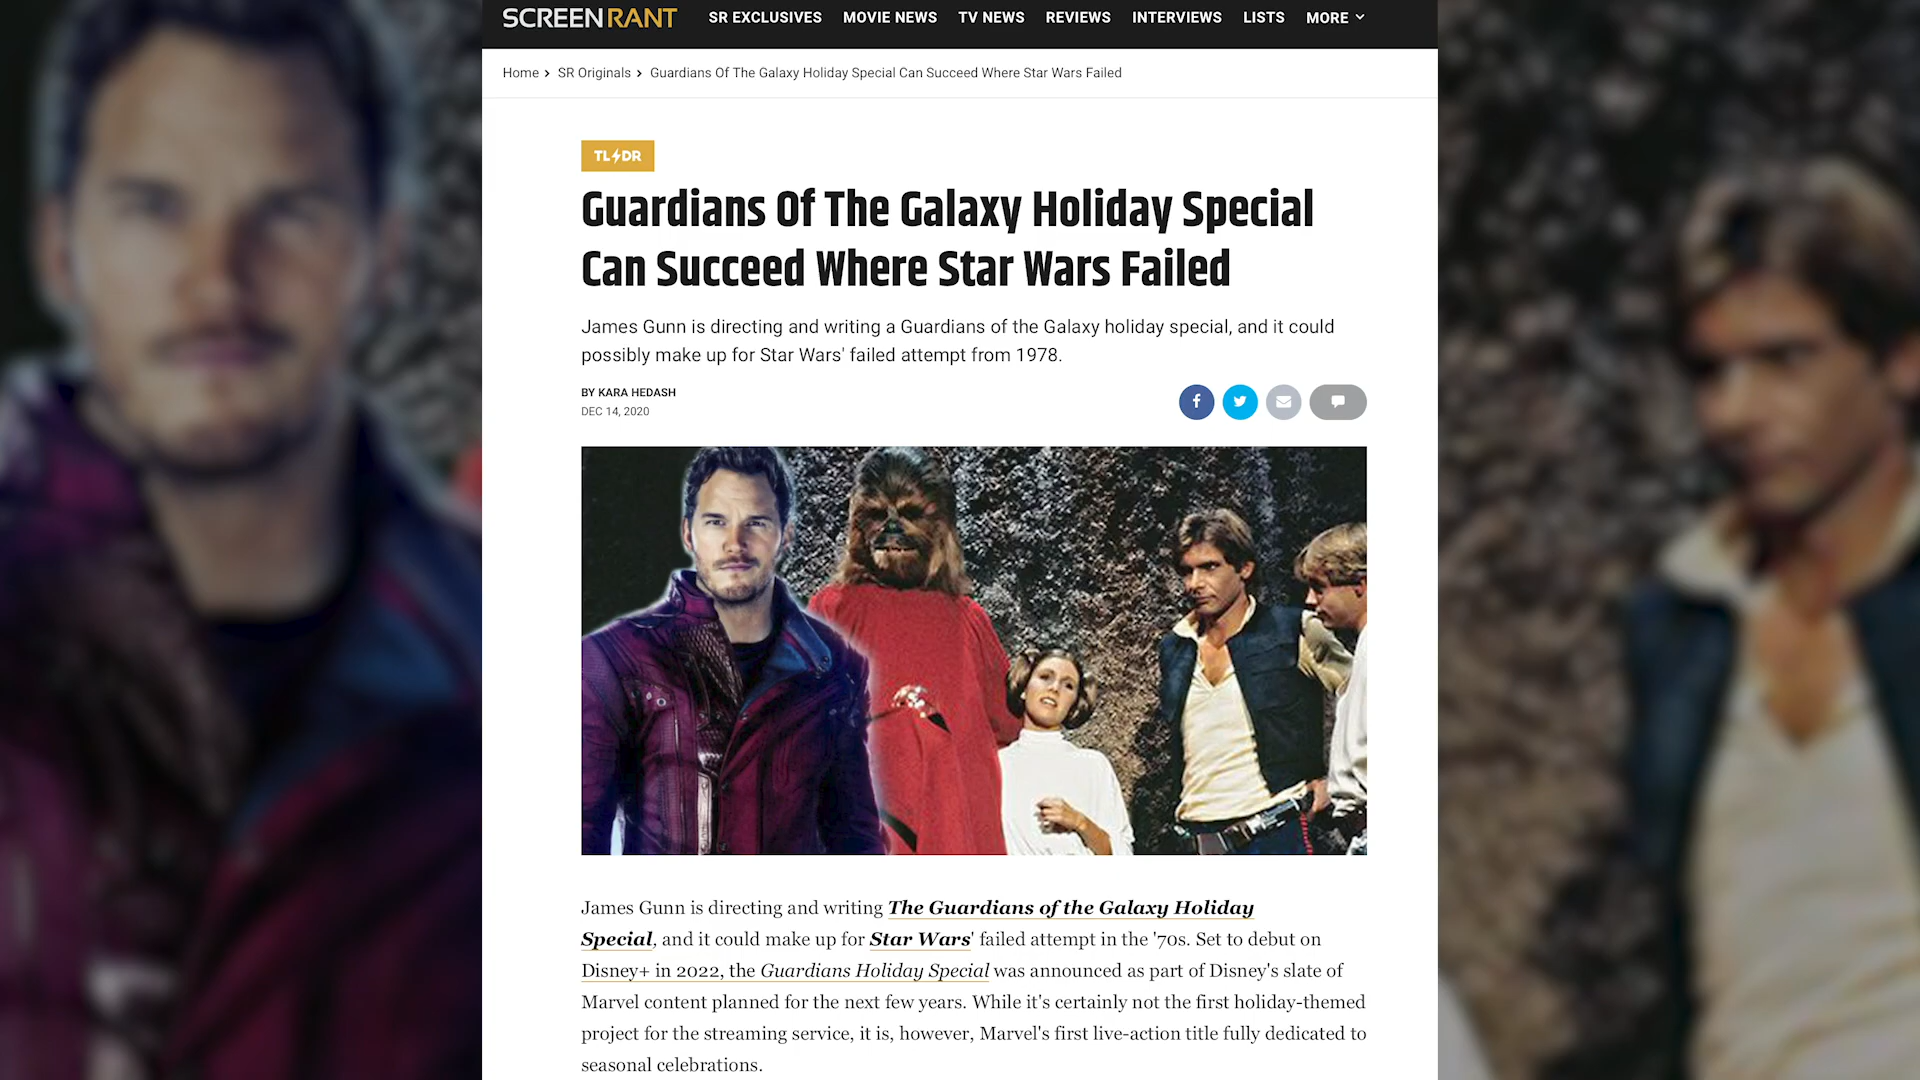 SCREENRANT SR EXCLUSIVES MOVIE NEWS TV NEWS REVIEWS INTERVIEWS LISTS MORE
Home > SR Originals > Guardians Of The Galaxy Holiday Special Can Succeed Where Star Wars Failed
TL DR
Guardians Of The Galaxy Holiday Special
Can Succeed Where Star Wars Failed
James Gunn is directing and writing a Guardians of the Galaxy holiday special, and it could
possibly make up for Star Wars' failed attempt from 1978.
BY KARA HEDASH
DEC 14, 2020
James Gunn is directing and writing The Guardians of the Galaxy Holiday
Special, and it could make up for Star Wars' failed attempt in the '70s. Set to debut on
Disney+ in 2022, the Guardians Holiday Special was announced as part of Disney's slate of
Marvel content planned for the next few years. While it's certainly not the first holiday-themed
project for the streaming service, it is, however, Marvel's first live-action title fully dedicated to
seasonal celebrations.